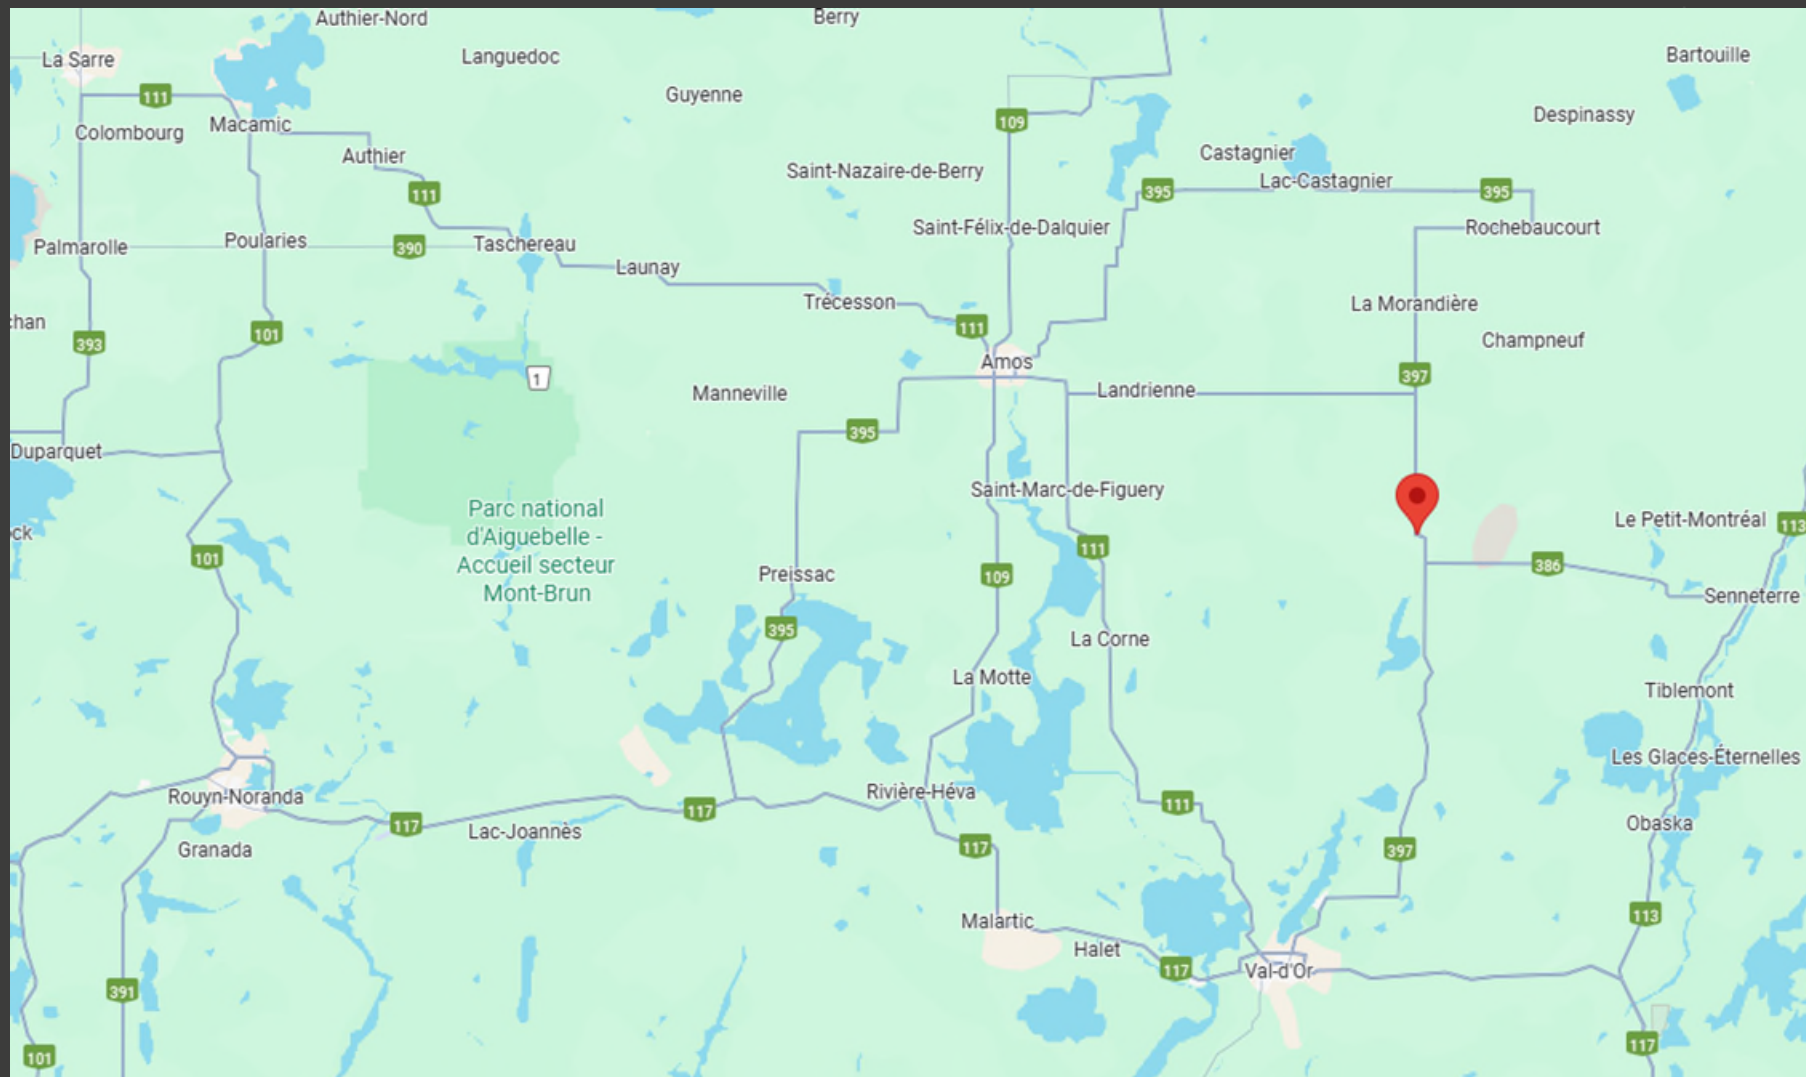 Authier-Nord
Berry
La Sarre
Languedoc
Bartouille
111
Guyenne
Despinassy
109
Colombourg
Macamic
Authier
Castagnier
Saint-Nazaire-de-Berry
Lac-Castagnier
111
395
395
Saint-Félix-de-Dalquier
Rochebaucourt
Palmarolle
Poularies
390
Taschereau
Launay
Trécesson
La Morandière
chan
111
101
393
Champneuf
Amos
1
397
Manneville
Landrienne
395
Duparquet
Saint-Marc-de-Figuery
Parc national
d'Aiguebelle -
Accueil secteur
Mont-Brun
Le Petit-Montréal
113
ck
101
111
386
Preissac
109
Senneterre
395
La Corne
La Motte
Tiblemont
Les Glaces-Éternelles
Rivière-Héva
Rouyn-Noranda
111
117
117
Lac-Joannès
Obaska
Granada
117
397
113
Malartic
Halet
117
Val-d'Or
391
117
101